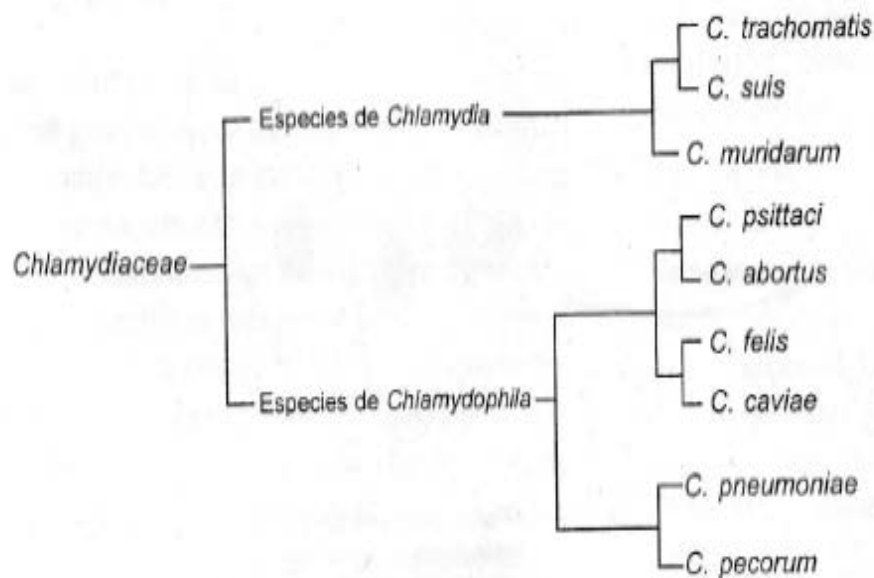 C. trachomatis
C. suis
Especies de Chlamydia
C. muridarum
C. psittaci
Chlamydiaceae
C. abortus
C. felis
Especies de Chlamydophila
C. caviae
C. pneumoniae
C. pecorum